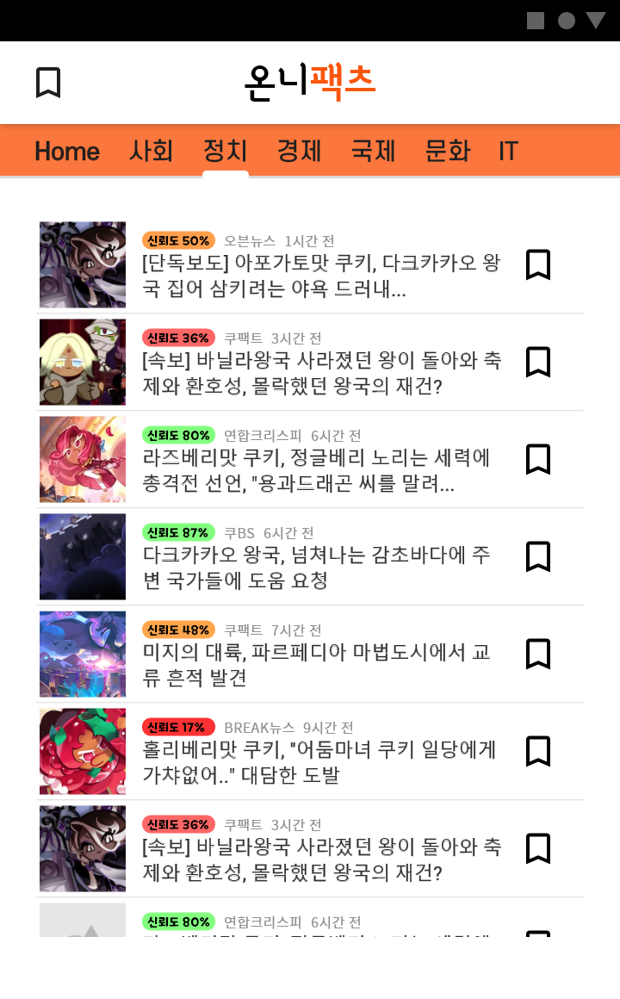 온니팩츠
Home 사회 정치 경제 국제 문화 IT
신뢰도 50% 오븐뉴스 1시간 전
[단독보도] 아포가토맛 쿠키, 다크카카오 왕
국 집어 삼키려는 야욕 드러내...
신뢰도 36% 쿠팩트 3시간 전
[속보] 바닐라왕국 사라졌던 왕이 돌아와 축
제와 환호성, 몰락했던 왕국의 재건?
신뢰도 80% 연합크리스피 6시간 전
라즈베리맛 쿠키, 정글베리 노리는 세력에
총격전 선언, "용과드래곤 씨를 말려...
신뢰도 87% 쿠BS 6시간 전
다크카카오 왕국, 넘쳐나는 감초바다에 주
변 국가들에 도움 요청
신뢰도 48% 쿠팩트 7시간 전
미지의 대륙, 파르페디아 마법도시에서 교
류 흔적 발견
신뢰도 17% BREAK뉴스 9시간 전
홀리베리맛 쿠키, "어둠마녀 쿠키 일당에게
가차없어.." 대담한 도발
신뢰도 36% 쿠팩트 3시간 전
[속보] 바닐라왕국 사라졌던 왕이 돌아와 축
제와 환호성, 몰락했던 왕국의 재건?
신뢰도 80% 연합크리스피 6시간 전